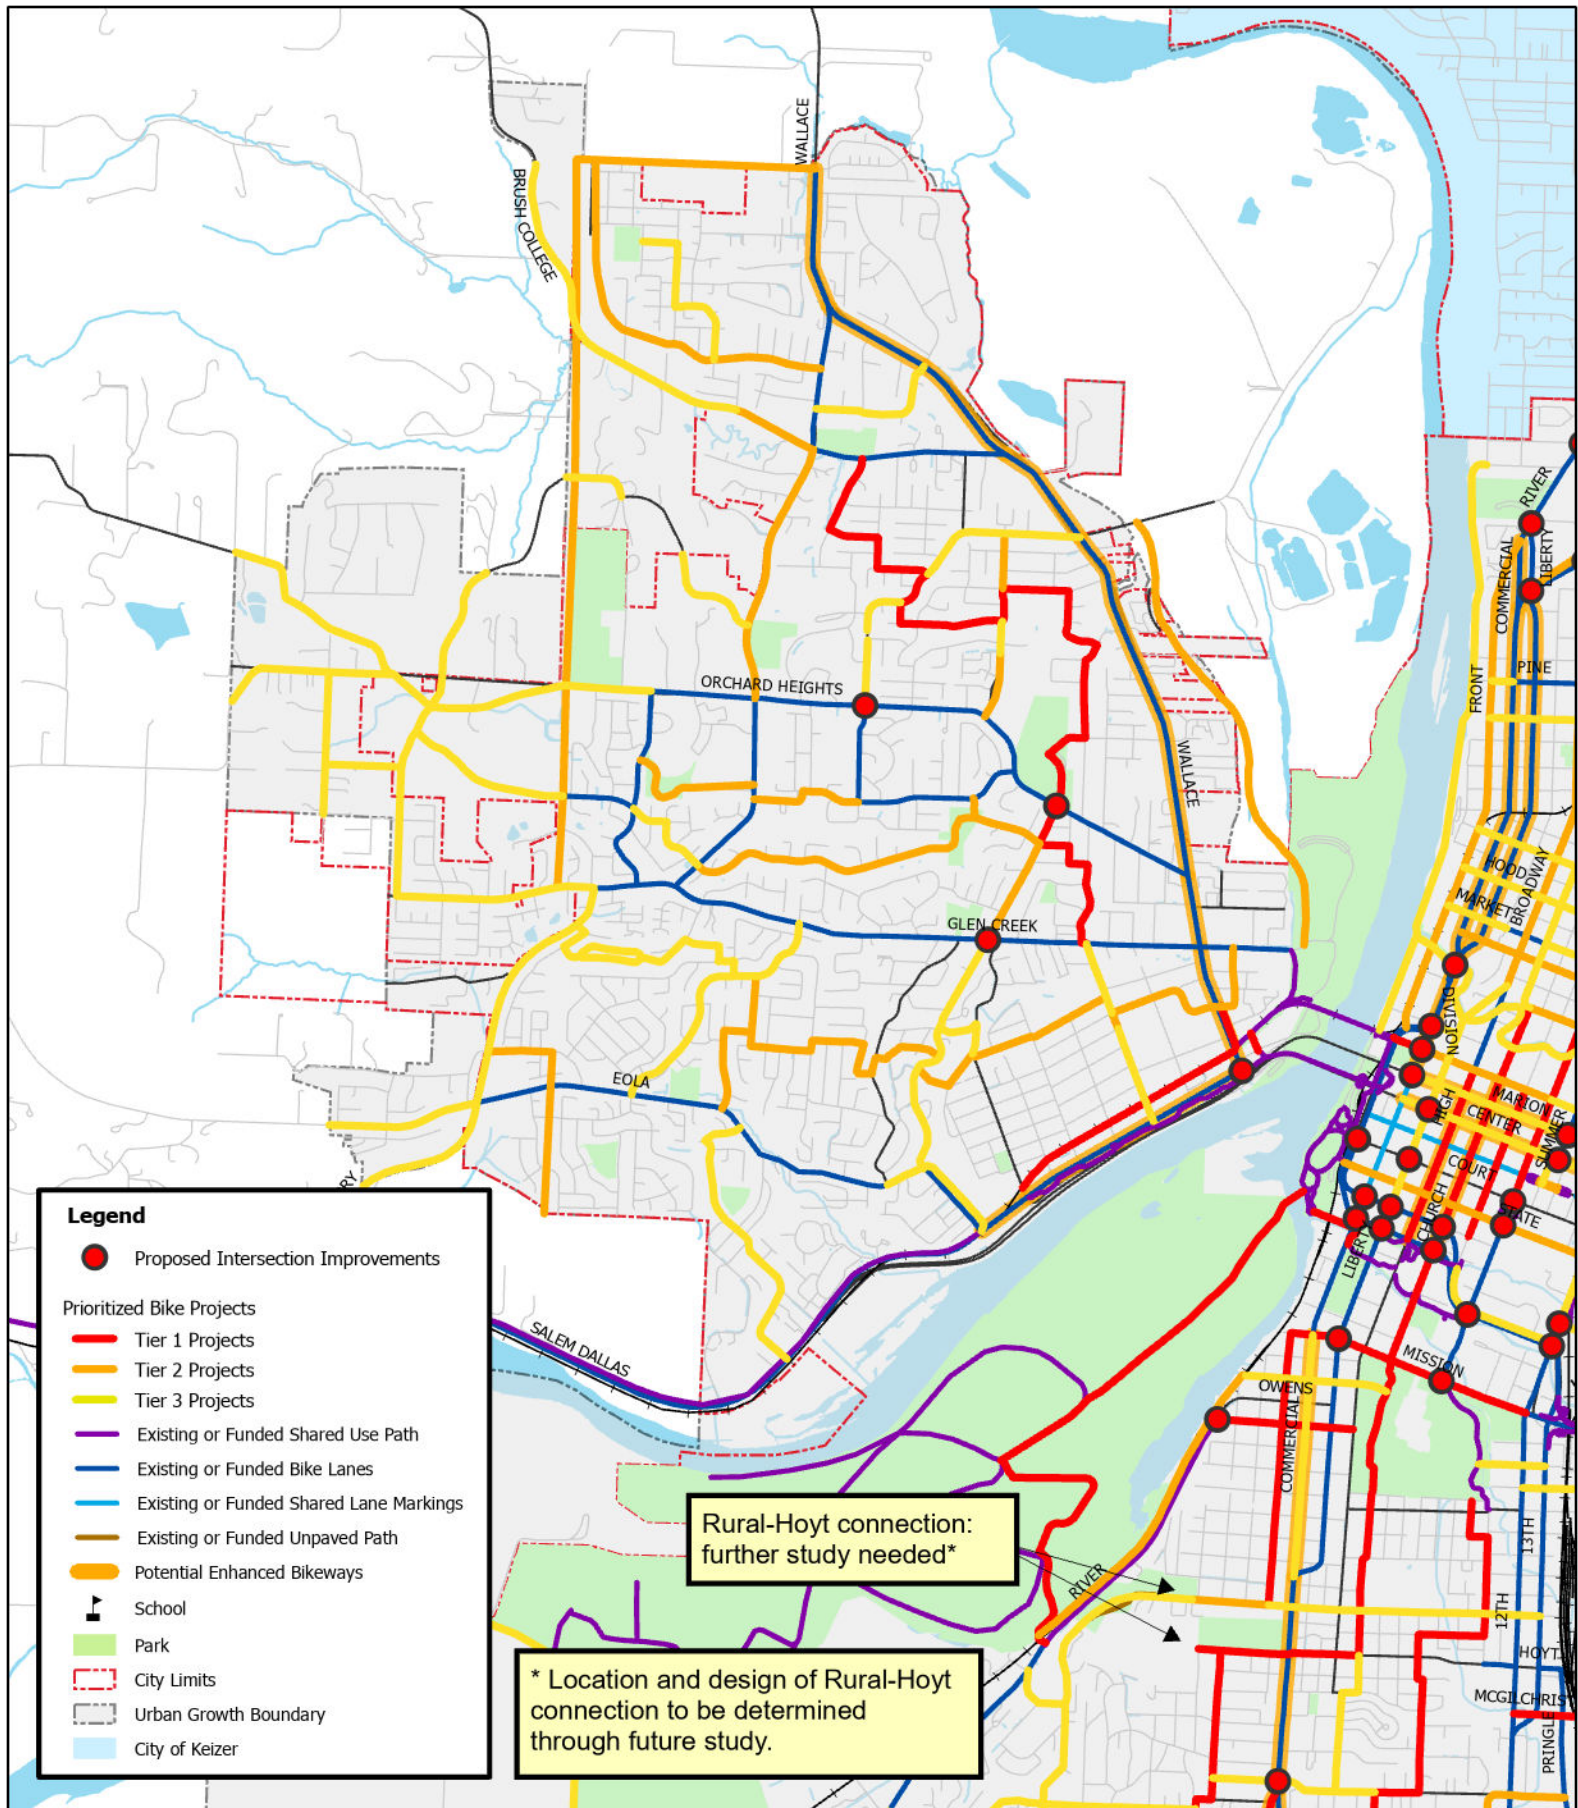 WALLACE
BRUSH COLLEGE
RIVER
LIBERTY
COMMERCIAL
PINE
FRONT
ORCHARD HEIGHTS
WALLACE
HOOD
BROADWAY
MARKET
GLEN CREEK
DIVISION
EOLA
MARION
HIGH
CENTER
SUMMER
COURT
CHURCH
STATE
LIBERTY
RY
SALEM DALLAS
MISSION
OWENS
COMMERCIAL
13TH
RIVER
12TH
HOYT
MCGILCHRIS
PRINGLE
Legend
Proposed Intersection Improvements
Prioritized Bike Projects
Tier 1 Projects
Tier 2 Projects
Tier 3 Projects
Existing or Funded Shared Use Path
Existing or Funded Bike Lanes
Existing or Funded Shared Lane Markings
Existing or Funded Unpaved Path
Potential Enhanced Bikeways
School
Park
City Limits
Urban Growth Boundary
City of Keizer
Rural-Hoyt connection:
further study needed*
* Location and design of Rural-Hoyt
connection to be determined
through future study.